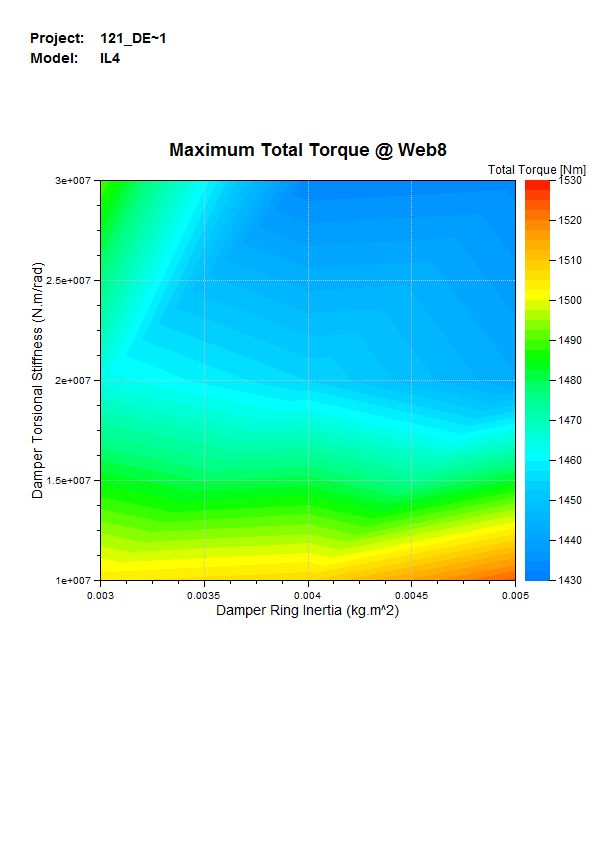 Project: 121_DE~1
Model: IL4
Maximum Total Torque @ Web8
Total Torque [Nm]
3e+007
2.5e+007
2e+007
1.5e+007
1e+007
Damper Torsional Stiffness (N.m/rad)
0.003 0.0035 0.004 0.0045 0.005
Damper Ring Inertia (kg.m^2)
1530
1520
1510
1500
1490
1480
1470
1460
1450
1440
1430